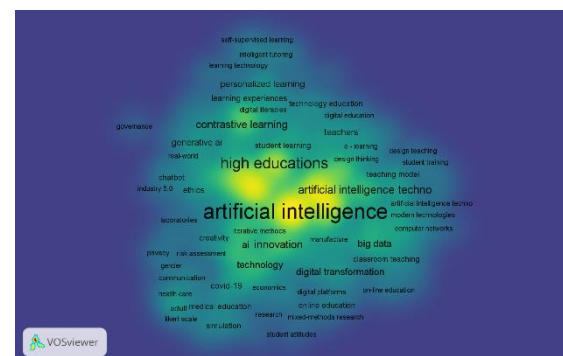 self-supervised learning
intelligent tutoring
learning technology
personalized learning
learning experiences
technology education
digital literacies
digital education
governance
contrastive learning
teachers
generative ai
student learning
e - learning
design teaching
real-world
high educations
design thinking
student training
chatbot
teaching model
industry 5.0
ethics
artificial intelligence techno
artificial intelligence
artificial intelligence techno
modern technologies
laboratories
iterative methods
computer networks
creativity
ai innovation
manufacture
big data
privacy
risk assessment
classroom teaching
gender
technology
digital transformation
communication
health care
covid-19
economics
digital platforms
on-line education
adult
medical education
online education
likert scale
research
mixed-methods research
simulation
student attitudes
VOSviewer